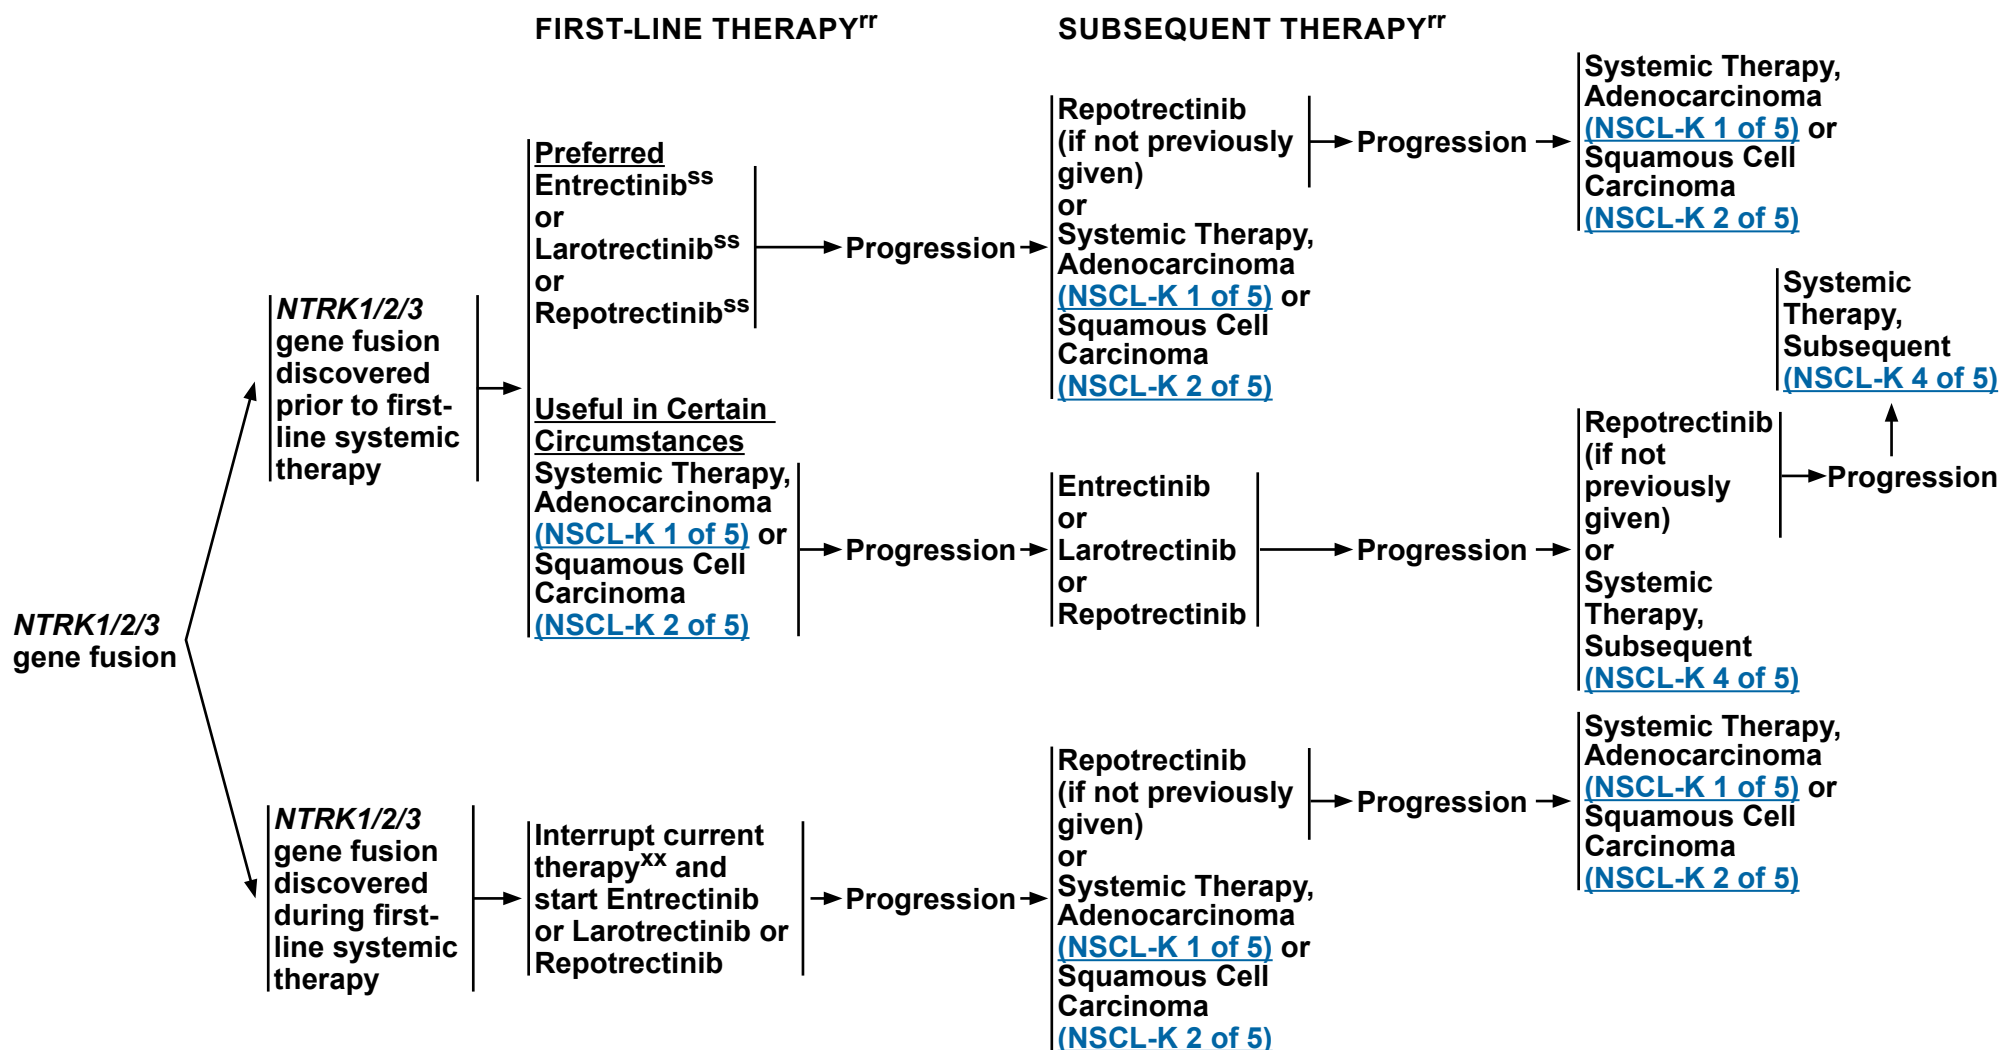 FIRST-LINE THERAPYrr
SUBSEQUENT THERAPYrr
NTRK1/2/3
gene fusion
NTRK1/2/3
gene fusion
discovered
prior to first-
line systemic
therapy
Preferred
Entrectinibss
or
Larotrectinibss
or
Repotrectinibss
Progression
Repotrectinib
(if not previously
given)
or
Systemic Therapy,
Adenocarcinoma
(NSCL-K 1 of 5) or
Squamous Cell
Carcinoma
(NSCL-K 2 of 5)
Progression
Systemic Therapy,
Adenocarcinoma
(NSCL-K 1 of 5) or
Squamous Cell
Carcinoma
(NSCL-K 2 of 5)
Useful in Certain
Circumstances
Systemic Therapy,
Adenocarcinoma
(NSCL-K 1 of 5) or
Squamous Cell
Carcinoma
(NSCL-K 2 of 5)
Progression
Entrectinib
or
Larotrectinib
or
Repotrectinib
Progression
Repotrectinib
(if not
previously
given)
or
Systemic
Therapy,
Subsequent
(NSCL-K 4 of 5)
Progression
Systemic
Therapy,
Subsequent
(NSCL-K 4 of 5)
NTRK1/2/3
gene fusion
discovered
during first-
line systemic
therapy
Interrupt current
therapyxx and
start Entrectinib
or Larotrectinib or
Repotrectinib
Progression
Repotrectinib
(if not previously
given)
or
Systemic Therapy,
Adenocarcinoma
(NSCL-K 1 of 5) or
Squamous Cell
Carcinoma
(NSCL-K 2 of 5)
Progression
Systemic Therapy,
Adenocarcinoma
(NSCL-K 1 of 5) or
Squamous Cell
Carcinoma
(NSCL-K 2 of 5)